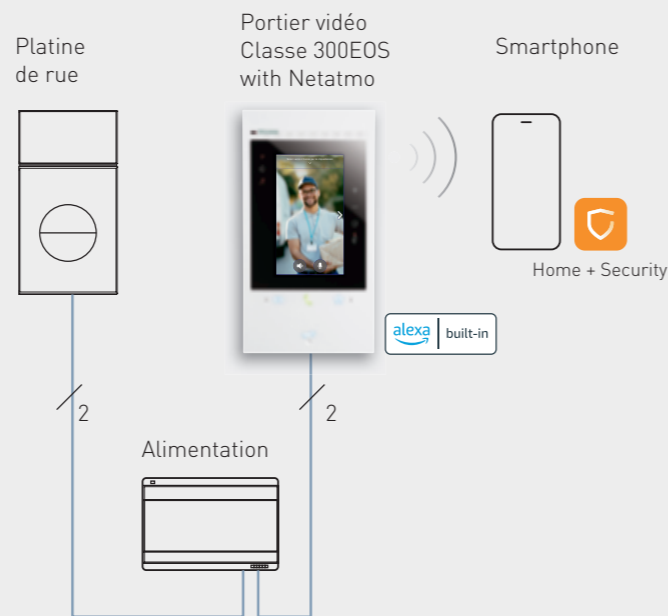 Platine
de rue
Portier vidéo
Classe 300EOS
with Netatmo
Smartphone
Home + Security
alexa
built-in
2
2
Alimentation